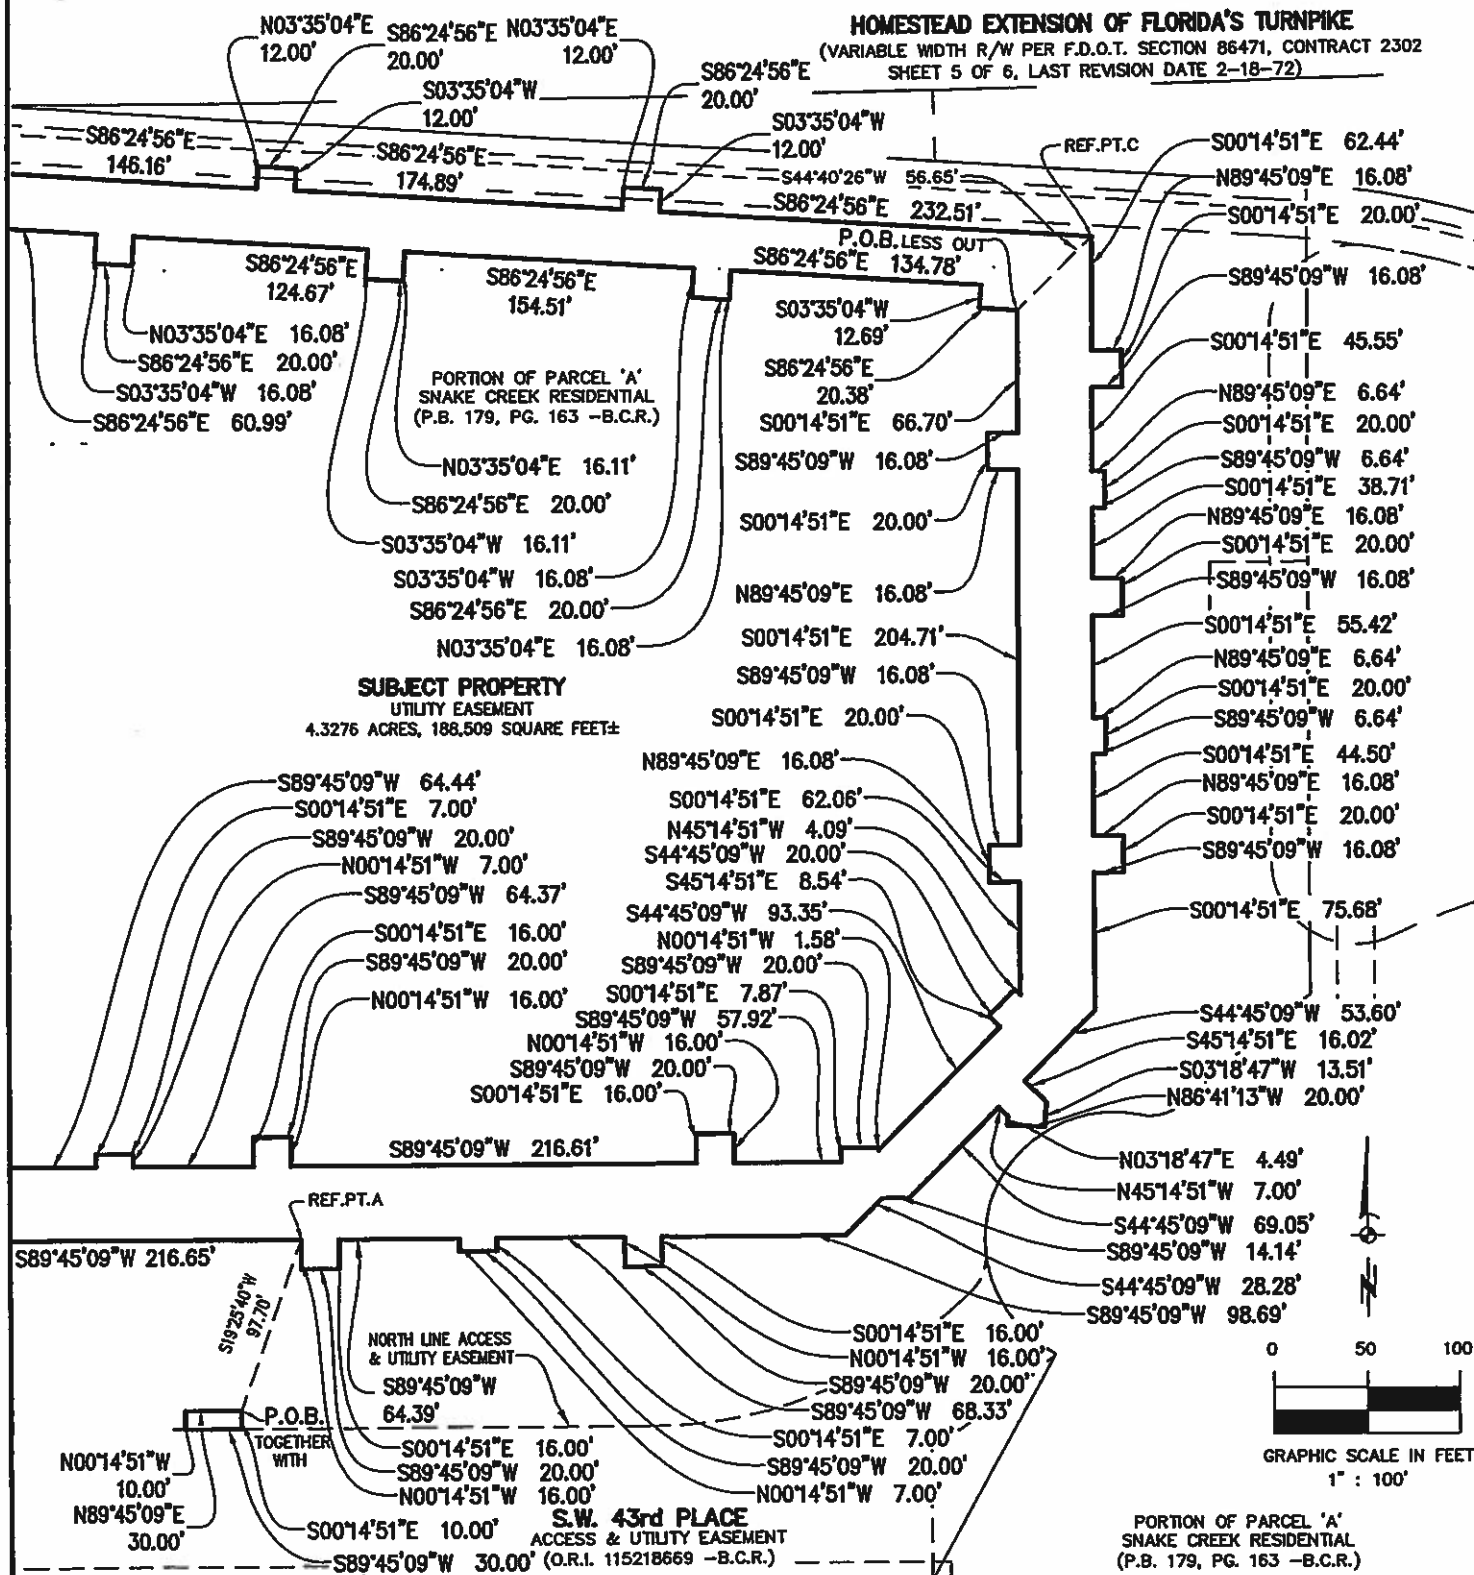 HOMESTEAD EXTENSION OF FLORIDA'S TURNPIKE
(VARIABLE WIDTH R/W PER F.D.O.T. SECTION 86471, CONTRACT 2302
SHEET 5 OF 6, LAST REVISION DATE 2-18-72)
N03°35'04"E
12.00'
S86°24'56"E
20.00'
N03°35'04"E
12.00'
S86°24'56"E
20.00'
S03°35'04"W
12.00'
S03°35'04"W
12.00'
S86°24'56"E
146.16'
S86°24'56"E
174.89'
S44°40'26"W 56.65'
S86°24'56"E 232.51'
REF.PT.C
P.O.B. LESS OUT
S86°24'56"E 134.78'
S86°24'56"E
124.67'
S86°24'56"E
154.51'
S03°35'04"W
12.69'
S86°24'56"E
20.38'
N03°35'04"E 16.08'
S86°24'56"E 20.00'
S03°35'04"W 16.08'
S86°24'56"E 60.99'
PORTION OF PARCEL 'A'
SNAKE CREEK RESIDENTIAL
(P.B. 179, PG. 163 -B.C.R.)
N03°35'04"E 16.11'
S86°24'56"E 20.00'
S03°35'04"W 16.11'
S03°35'04"W 16.08'
S86°24'56"E 20.00'
N03°35'04"E 16.08'
S00°14'51"E 66.70'
S89°45'09"W 16.08'
S00°14'51"E 20.00'
N89°45'09"E 16.08'
S00°14'51"E 204.71'
S89°45'09"W 16.08'
S00°14'51"E 20.00'
N89°45'09"E 16.08'
S00°14'51"E 62.06'
N45°14'51"W 4.09'
S44°45'09"W 20.00'
S45°14'51"E 8.54'
S44°45'09"W 93.35'
N00°14'51"W 1.58'
S89°45'09"W 20.00'
S00°14'51"E 7.87'
S89°45'09"W 57.92'
N00°14'51"W 16.00'
S89°45'09"W 20.00'
S00°14'51"E 16.00'
S00°14'51"E 62.44'
N89°45'09"E 16.08'
S00°14'51"E 20.00'
S89°45'09"W 16.08'
S00°14'51"E 45.55'
N89°45'09"E 6.64'
S00°14'51"E 20.00'
S89°45'09"W 6.64'
S00°14'51"E 38.71'
N89°45'09"E 16.08'
S00°14'51"E 20.00'
S89°45'09"W 16.08'
S00°14'51"E 55.42'
N89°45'09"E 6.64'
S00°14'51"E 20.00'
S89°45'09"W 6.64'
S00°14'51"E 44.50'
N89°45'09"E 16.08'
S00°14'51"E 20.00'
S89°45'09"W 16.08'
S00°14'51"E 75.68'
S44°45'09"W 53.60'
S45°14'51"E 16.02'
S03°18'47"W 13.51'
N86°41'13"W 20.00'
N03°18'47"E 4.49'
N45°14'51"W 7.00'
S44°45'09"W 69.05'
S89°45'09"W 14.14'
S44°45'09"W 28.28'
S89°45'09"W 98.69'
SUBJECT PROPERTY
UTILITY EASEMENT
4.3276 ACRES, 188,509 SQUARE FEET±
S89°45'09"W 64.44'
S00°14'51"E 7.00'
S89°45'09"W 20.00'
N00°14'51"W 7.00'
S89°45'09"W 64.37'
S00°14'51"E 16.00'
S89°45'09"W 20.00'
N00°14'51"W 16.00'
S89°45'09"W 216.61'
REF.PT.A
S89°45'09"W 216.65'
S19°25'40"W
97.70'
NORTH LINE ACCESS
& UTILITY EASEMENT
S89°45'09"W
64.39'
S00°14'51"E 16.00'
N00°14'51"W 16.00'
S89°45'09"W 20.00'
S89°45'09"W 68.33'
S00°14'51"E 7.00'
S89°45'09"W 20.00'
N00°14'51"W 7.00'
P.O.B.
TOGETHER
WITH
S00°14'51"E 16.00'
S89°45'09"W 20.00'
N00°14'51"W 16.00'
N00°14'51"W
10.00'
N89°45'09"E
30.00'
S00°14'51"E 10.00'
S89°45'09"W 30.00'
S.W. 43rd PLACE
ACCESS & UTILITY EASEMENT
(O.R.I. 115218669 -B.C.R.)
N
0 50 100
GRAPHIC SCALE IN FEET
1" : 100'
PORTION OF PARCEL 'A'
SNAKE CREEK RESIDENTIAL
(P.B. 179, PG. 163 -B.C.R.)